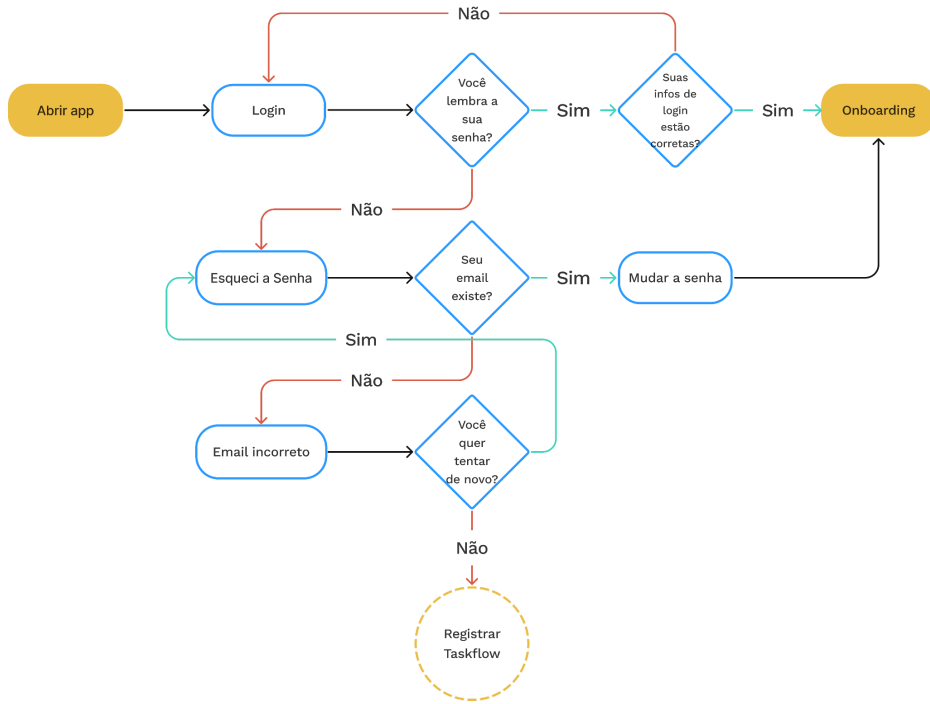 Não
Abrir app
Login
Você
lembra a
sua
senha?
Sim
Suas
infos de
login
estão
corretas?
Sim
Onboarding
Não
Esqueci a Senha
Seu
email
existe?
Sim
Mudar a senha
Sim
Não
Email incorreto
Você
quer
tentar
de novo?
Não
Registrar
Taskflow